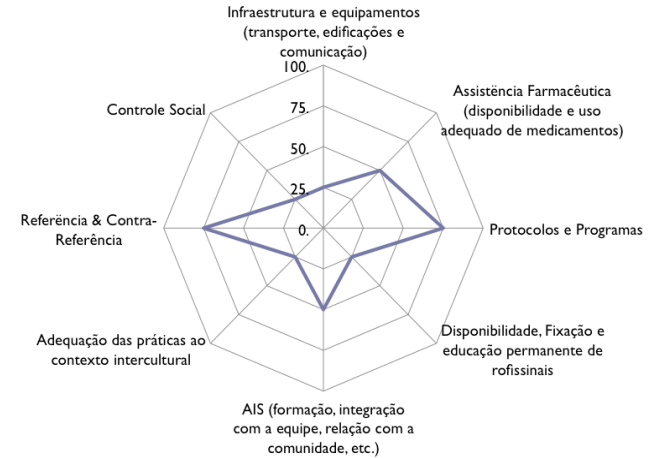 Infraestrutura e equipamentos
(transporte, edificações e
comunicação)
100.
75.
50.
25.
0.
Assistëncia Farmacêutica
(disponibilidade e uso
adequado de medicamentos)
Protocolos e Programas
Disponibilidade, Fixação e
educação permanente de
rofissinais
AIS (formação, integração
com a equipe, relação com a
comunidade, etc.)
Adequação das práticas ao
contexto intercultural
Referëncia & Contra-
Referência
Controle Social